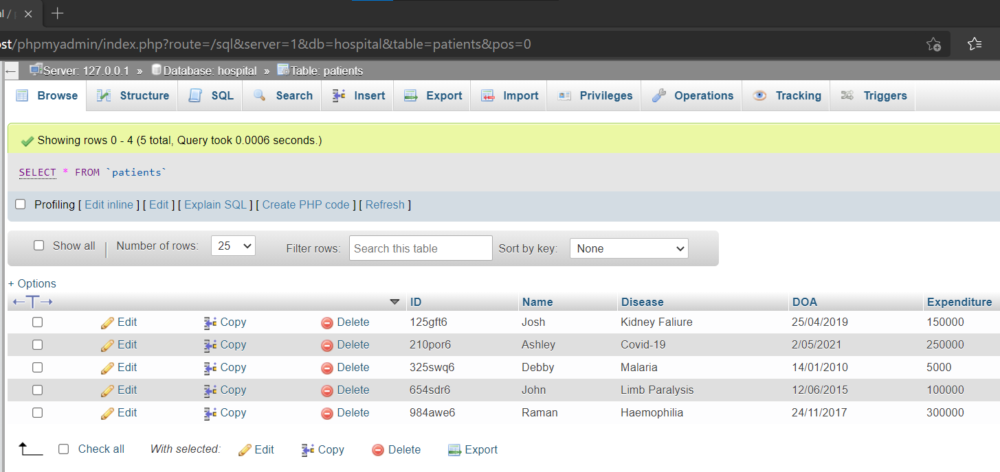 al /
ost/phpmyadmin/index.php?route=/sql&server=1&db=hospital&table=patients&pos=0
Server: 127.0.0.1 » Database: hospital » Table: patients
Browse Structure SQL Search Insert Export Import Privileges Operations Tracking Triggers
Showing rows 0 - 4 (5 total, Query took 0.0006 seconds.)
SELECT * FROM `patients`
Profiling [ Edit inline ] [ Edit ] [ Explain SQL ] [ Create PHP code ] [ Refresh ]
Show all | Number of rows: 25 Filter rows: Search this table Sort by key: None
+ Options
←T→ ID Name Disease DOA Expenditure
Edit Copy Delete 125gft6 Josh Kidney Faliure 25/04/2019 150000
Edit Copy Delete 210por6 Ashley Covid-19 2/05/2021 250000
Edit Copy Delete 325swq6 Debby Malaria 14/01/2010 5000
Edit Copy Delete 654sdr6 John Limb Paralysis 12/06/2015 100000
Edit Copy Delete 984awe6 Raman Haemophilia 24/11/2017 300000
Check all With selected: Edit Copy Delete Export